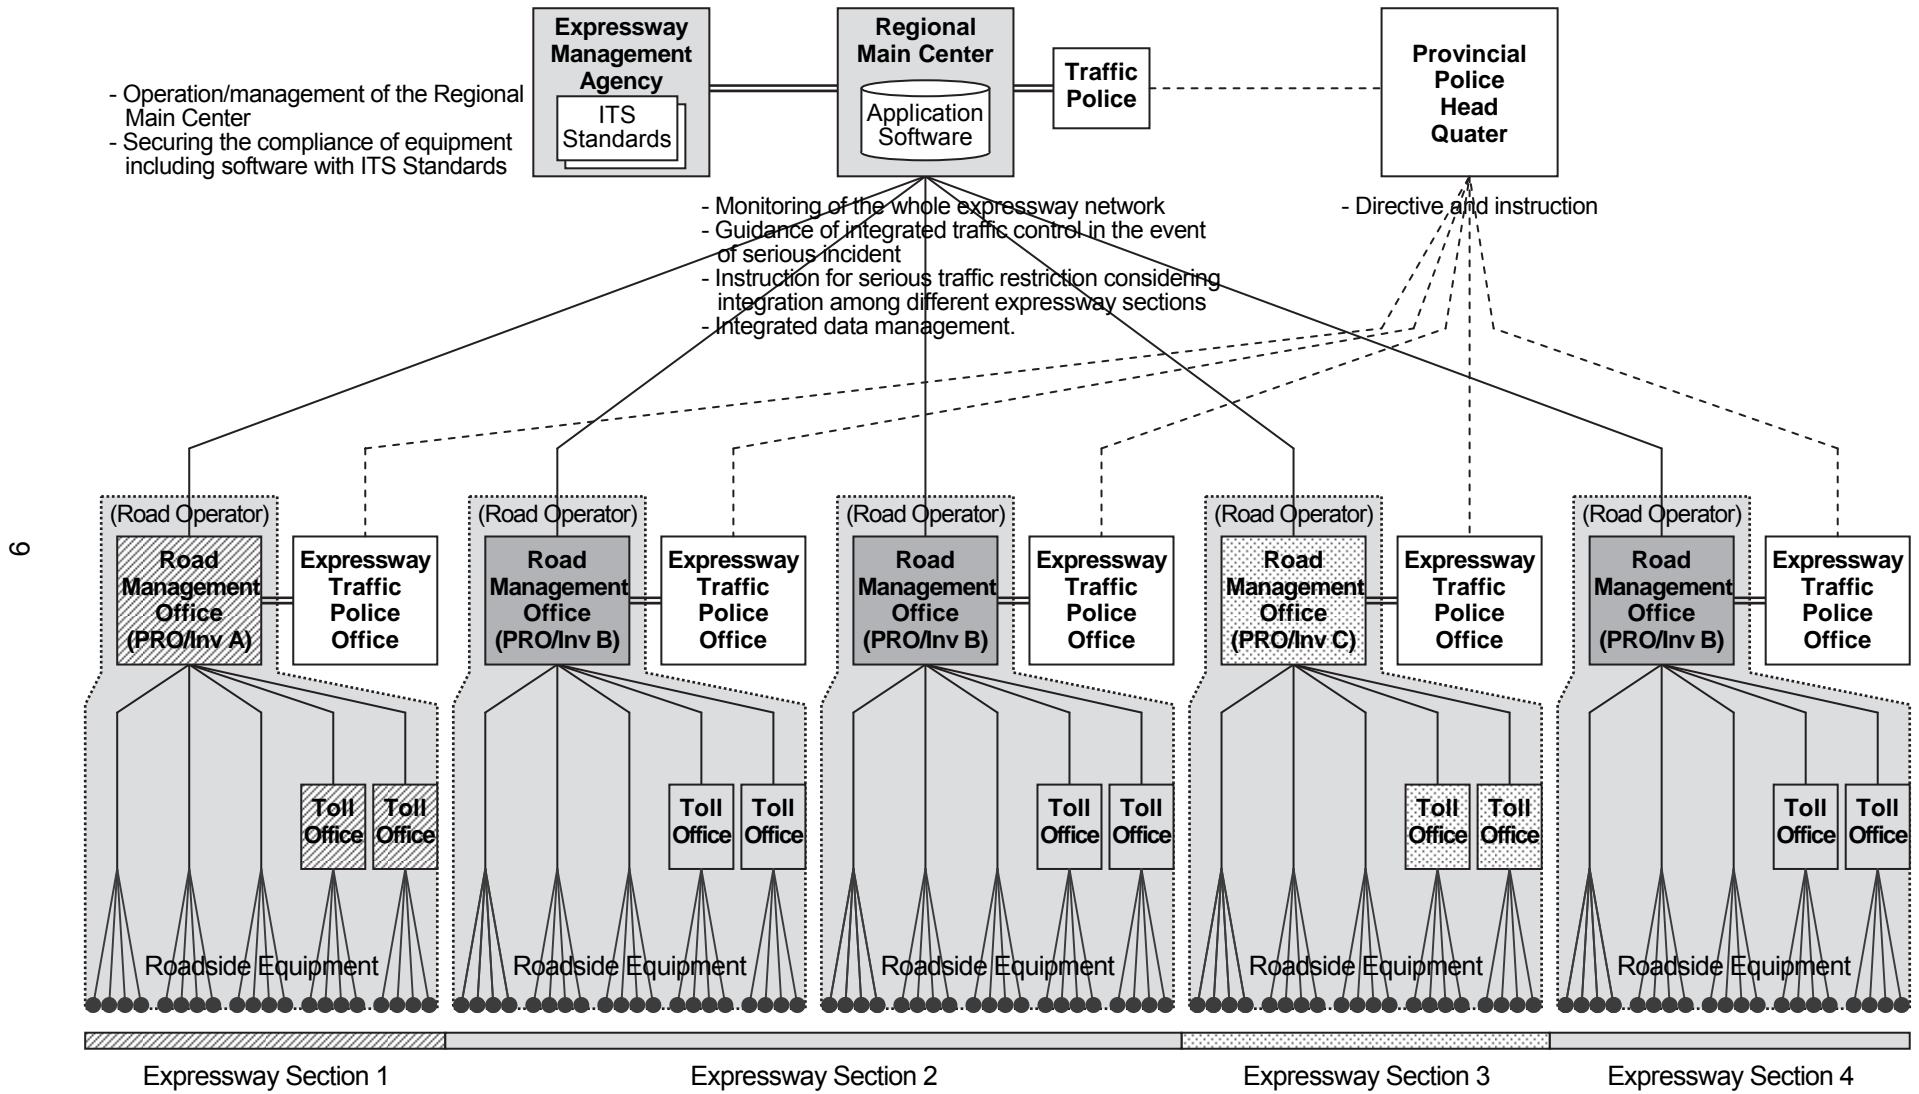 Expressway
Management
Agency
ITS
Standards
Regional
Main Center
Application
Software
Traffic
Police
Provincial
Police
Head
Quater
- Operation/management of the Regional
Main Center
- Securing the compliance of equipment
including software with ITS Standards
- Monitoring of the whole expressway network
- Guidance of integrated traffic control in the event
of serious incident
- Instruction for serious traffic restriction considering
integration among different expressway sections
- Integrated data management.
- Directive and instruction
(Road Operator)
Road
Management
Office
(PRO/Inv A)
Expressway
Traffic
Police
Office
(Road Operator)
Road
Management
Office
(PRO/Inv B)
Expressway
Traffic
Police
Office
(Road Operator)
Road
Management
Office
(PRO/Inv B)
Expressway
Traffic
Police
Office
(Road Operator)
Road
Management
Office
(PRO/Inv C)
Expressway
Traffic
Police
Office
(Road Operator)
Road
Management
Office
(PRO/Inv B)
Expressway
Traffic
Police
Office
9
Toll
Office
Toll
Office
Toll
Office
Toll
Office
Toll
Office
Toll
Office
Toll
Office
Toll
Office
Toll
Office
Toll
Office
Roadside Equipment
Roadside Equipment
Roadside Equipment
Roadside Equipment
Roadside Equipment
Expressway Section 1
Expressway Section 2
Expressway Section 3
Expressway Section 4